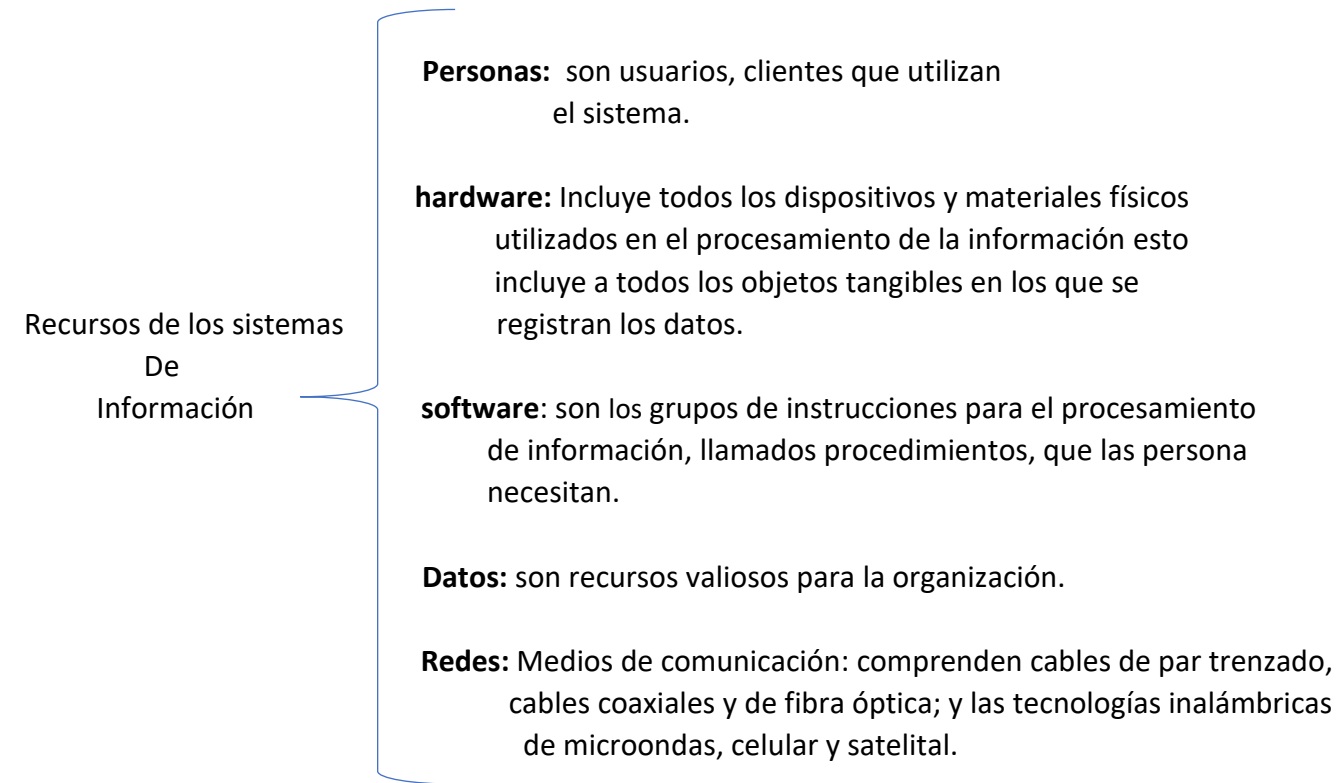 Personas: son usuarios, clientes que utilizan
el sistema.
hardware: Incluye todos los dispositivos y materiales físicos
utilizados en el procesamiento de la información esto
incluye a todos los objetos tangibles en los que se
registran los datos.
Recursos de los sistemas
De
Información
software: son los grupos de instrucciones para el procesamiento
de información, llamados procedimientos, que las persona
necesitan.
Datos: son recursos valiosos para la organización.
Redes: Medios de comunicación: comprenden cables de par trenzado,
cables coaxiales y de fibra óptica; y las tecnologías inalámbricas
de microondas, celular y satelital.